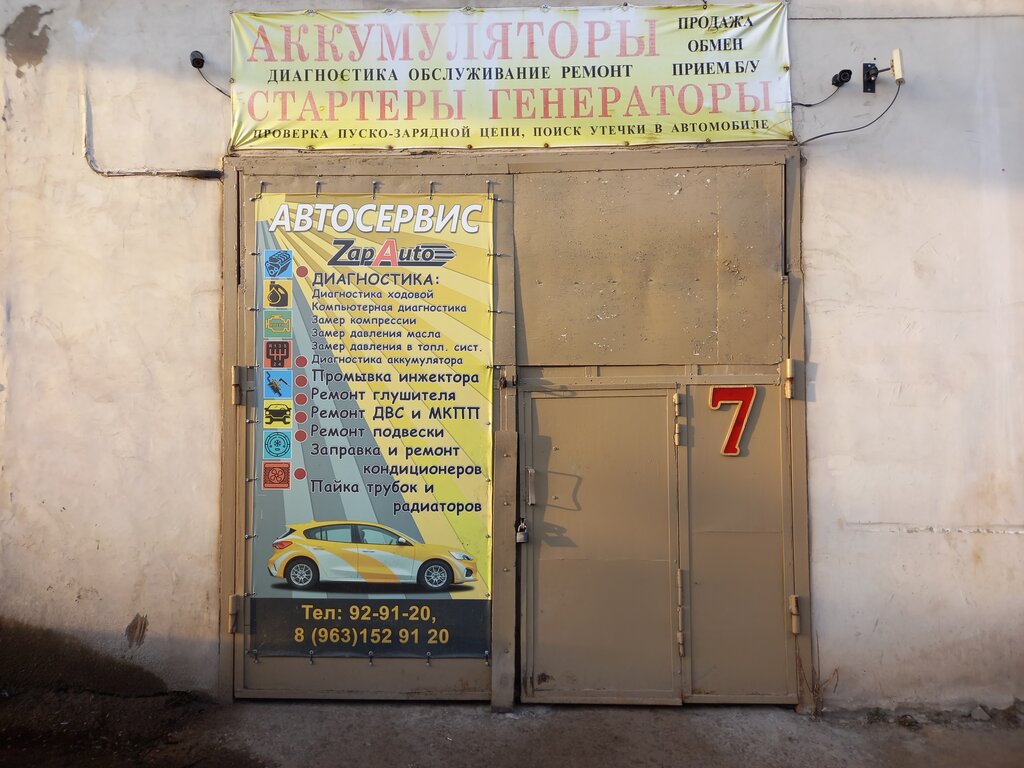 АККУМУЛЯТОРЫ
ПРОДАЖА
ОБМЕН
ПРИЕМ Б/У
ДИАГНОСТИКА ОБСЛУЖИВАНИЕ РЕМОНТ
СТАРТЕРЫ ГЕНЕРАТОРЫ
ПРОВЕРКА ПУСКО-ЗАРЯДНОЙ ЦЕПИ, ПОИСК УТЕЧКИ В АВТОМОБИЛЕ
АВТОСЕРВИС
ZapAuto
ДИАГНОСТИКА:
Диагностика ходовой
Компьютерная диагностика
Замер компрессии
Замер давления масла
Замер давления в топл. сист.
Диагностика аккумулятора
Промывка инжектора
Ремонт глушителя
Ремонт ДВС и МКПП
Ремонт подвески
Заправка и ремонт
кондиционеров
Пайка трубок и
радиаторов
Тел: 92-91-20,
8 (963)152 91 20
7